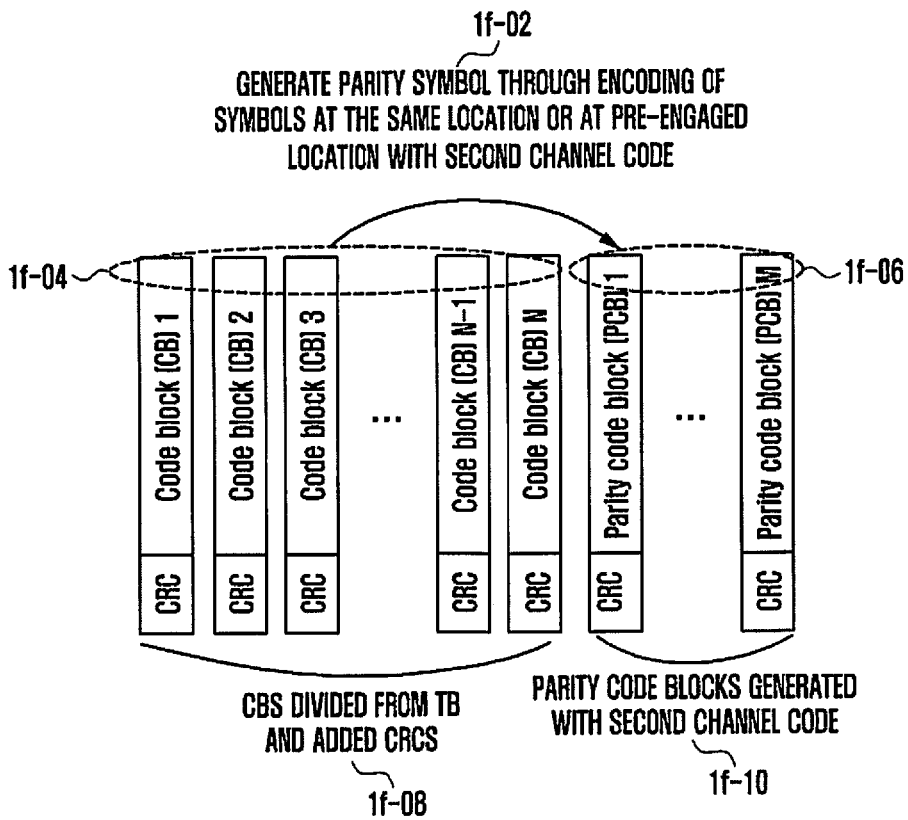 1f-02
GENERATE PARITY SYMBOL THROUGH ENCODING OF
SYMBOLS AT THE SAME LOCATION OR AT PRE-ENGAGED
LOCATION WITH SECOND CHANNEL CODE
1f-04
1f-06
Code block (CB) 1
Code block (CB) 2
Code block (CB) 3
...
Code block (CB) N-1
Code block (CB) N
Parity code block (PCB) 1
...
Parity code block (PCB) M
CRC
CRC
CRC
CRC
CRC
CRC
CRC
CBS DIVIDED FROM TB
AND ADDED CRCS
1f-08
PARITY CODE BLOCKS GENERATED
WITH SECOND CHANNEL CODE
1f-10